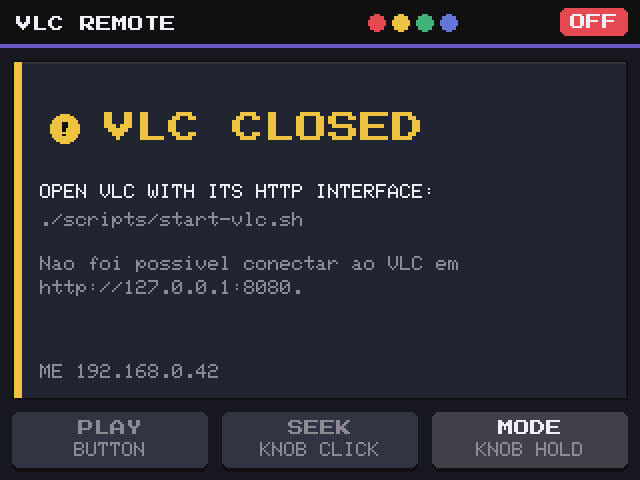 VLC REMOTE
OFF
! VLC CLOSED
OPEN VLC WITH ITS HTTP INTERFACE:
./scripts/start-vlc.sh
Nao foi possivel conectar ao VLC em
http://127.0.0.1:8080.
ME 192.168.0.42
PLAY
BUTTON
SEEK
KNOB CLICK
MODE
KNOB HOLD